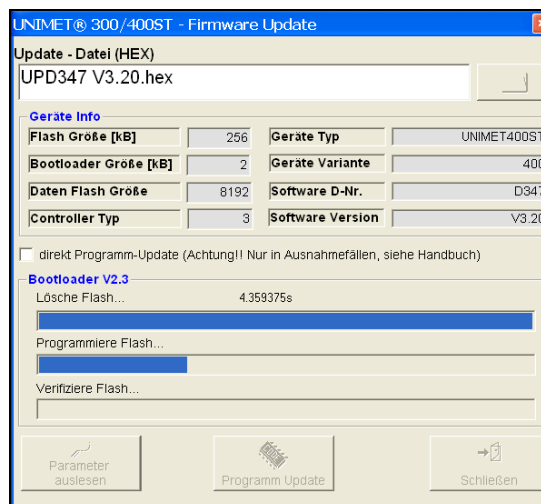 UNIMET® 300/400ST - Firmware Update
Update - Datei (HEX)
UPD347 V3.20.hex
Geräte Info
Flash Größe [kB] 256 Geräte Typ UNIMET400ST
Bootloader Größe [kB] 2 Geräte Variante 400
Daten Flash Größe 8192 Software D-Nr. D347
Controller Typ 3 Software Version V3.20
direkt Programm-Update (Achtung!! Nur in Ausnahmefällen, siehe Handbuch)
Bootloader V2.3
Lösche Flash... 4.359375s
Programmiere Flash...
Verifiziere Flash...
Parameter
auslesen
Programm Update
Schließen